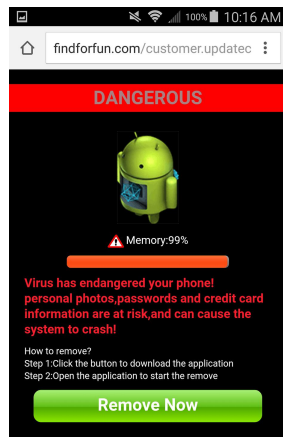 100% 10:16 AM
findforfun.com/customer.updatec
DANGEROUS
Memory:99%
Virus has endangered your phone!
personal photos,passwords and credit card
information are at risk,and can cause the
system to crash!
How to remove?
Step 1:Click the button to download the application
Step 2:Open the application to start the remove
Remove Now